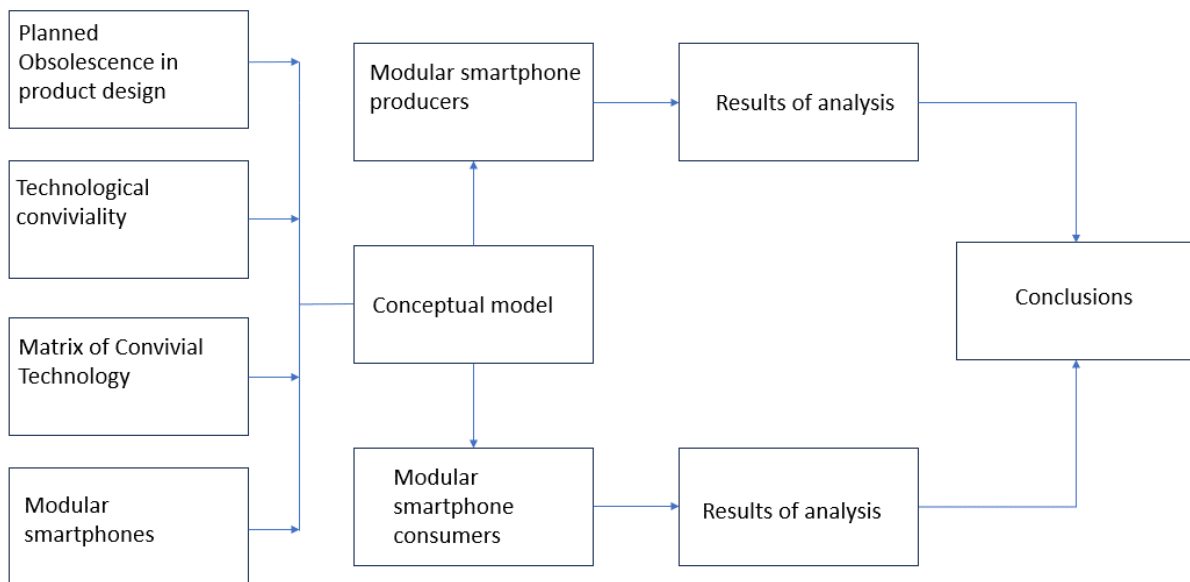 Planned
Obsolescence in
product design
Technological
conviviality
Matrix of Convivial
Technology
Modular
smartphones
Modular smartphone
producers
Conceptual model
Modular
smartphone
consumers
Results of analysis
Results of analysis
Conclusions